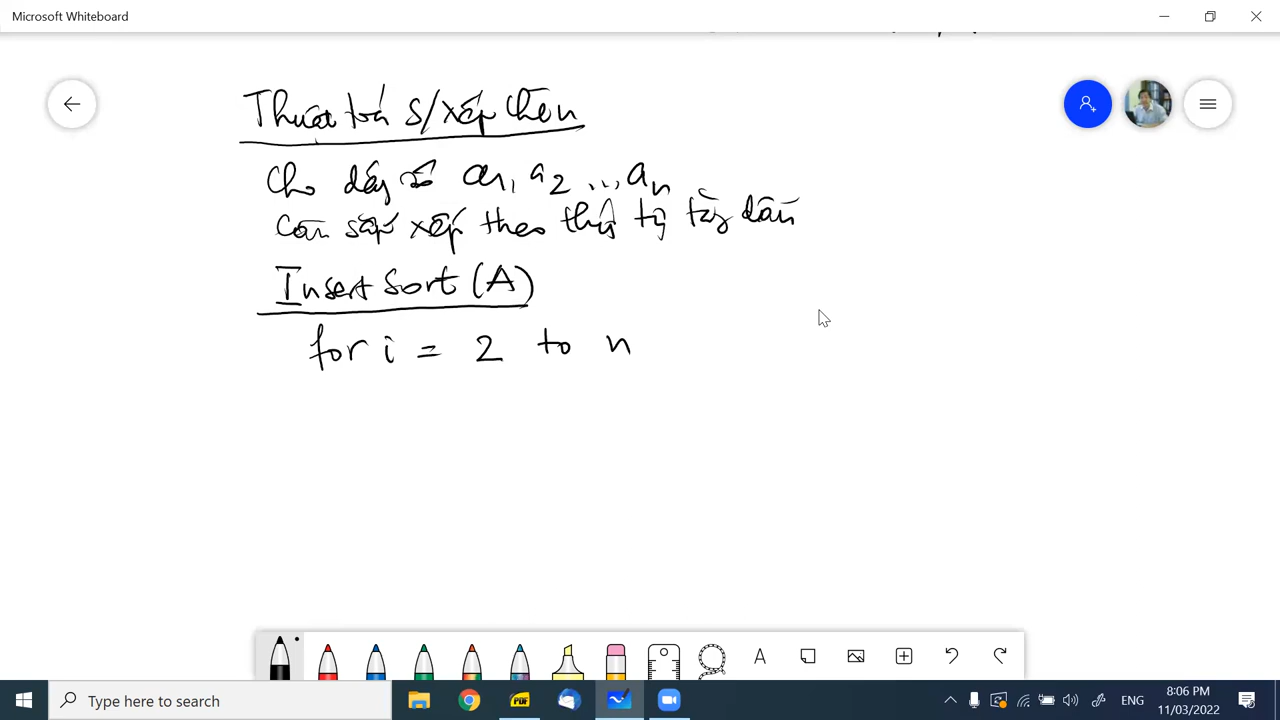 Microsoft Whiteboard
Thuật toán s/xếp chèn
Cho dãy số a1, a2 ..., an
Cần sắp xếp theo thứ tự tăng dần
Insert Sort (A)
for i = 2 to n
A
Type here to search
PDF
ENG
8:06 PM
11/03/2022